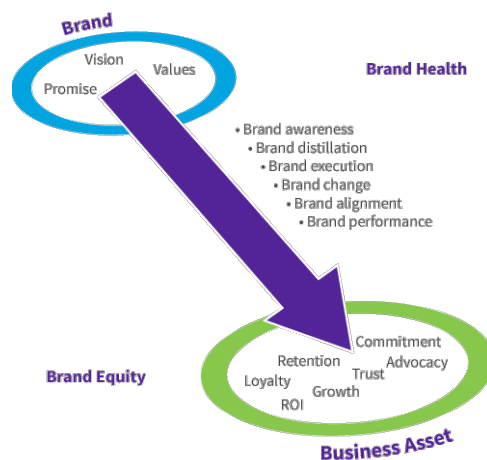 Brand
Vision
Values
Promise
Brand Health
• Brand awareness
• Brand distillation
• Brand execution
• Brand change
• Brand alignment
• Brand performance
Commitment
Retention
Advocacy
Trust
Loyalty
Growth
ROI
Brand Equity
Business Asset